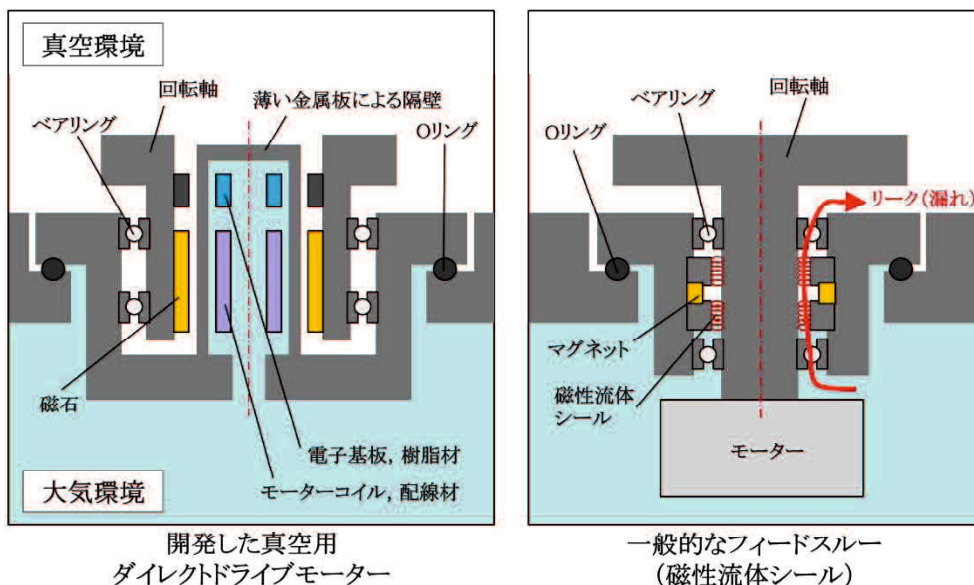 真空環境
回転軸
薄い金属板による隔壁
ベアリング
Oリング
磁石
電子基板, 樹脂材
モーターコイル, 配線材
大気環境
開発した真空用
ダイレクトドライブモーター
ベアリング
回転軸
Oリング
リーク(漏れ)
マグネット
磁性流体
シール
モーター
一般的なフィードスルー
(磁性流体シール)